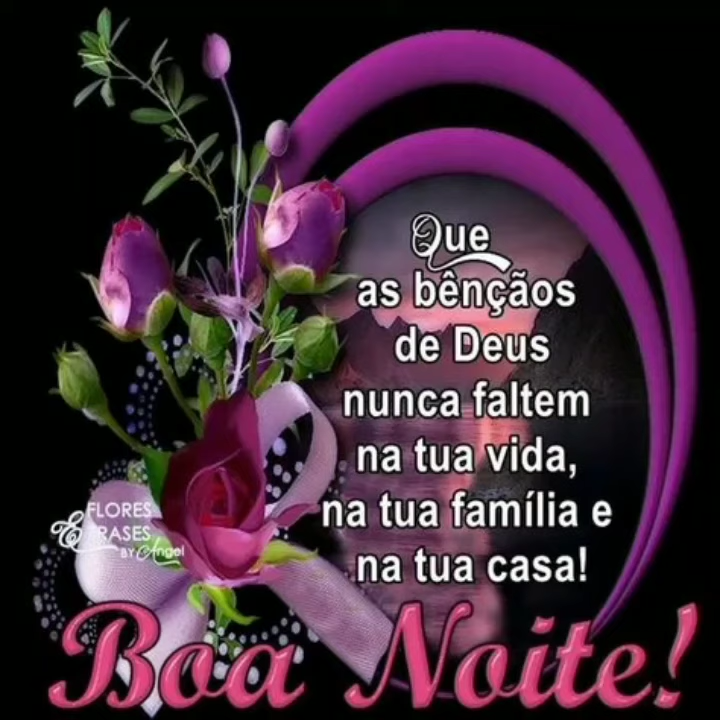 Que
as bênçãos
de Deus
nunca faltem
na tua vida,
na tua família e
na tua casa!
FLORES
E FRASES
BY Angel
Boa Noite!